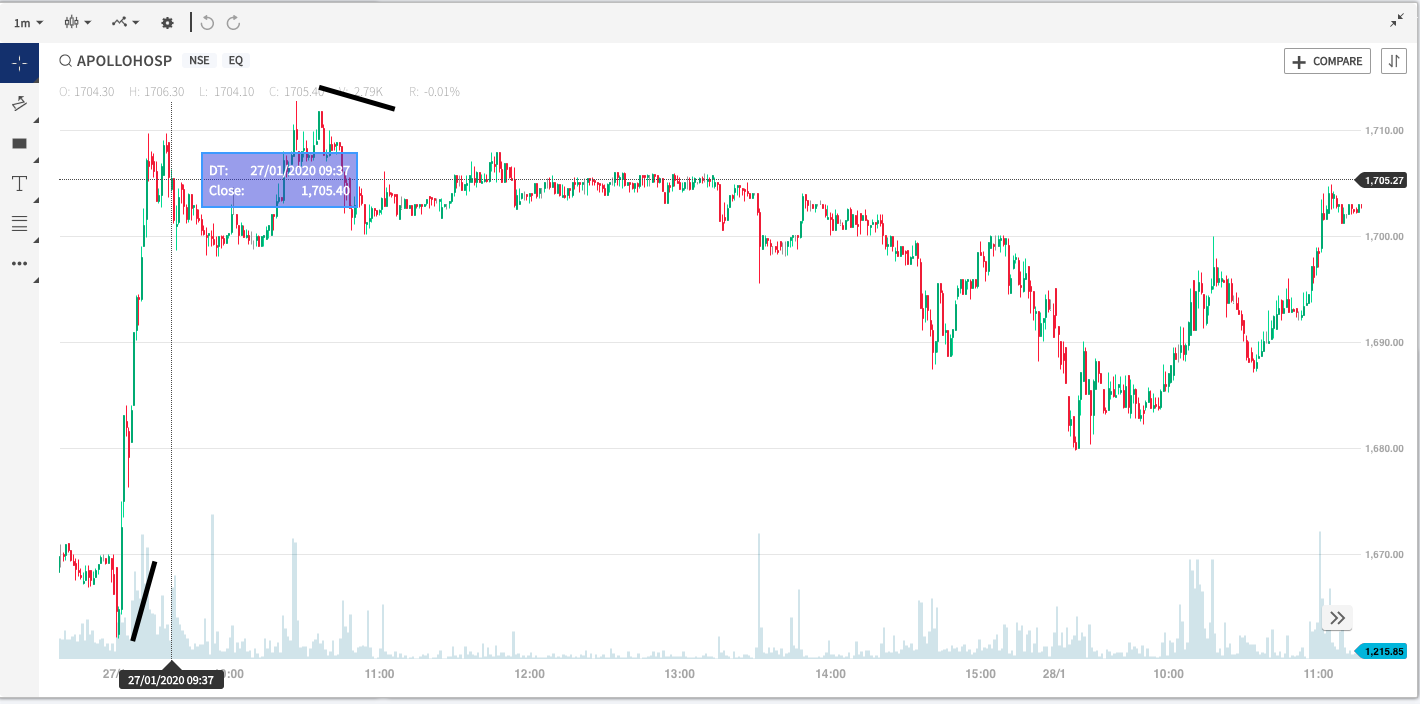 1m
APOLLOHOSP NSE EQ
COMPARE
O: 1704.30 H: 1706.30 L: 1704.10 C: 1705.40 2.79K R: -0.01%
1,710.00
DT: 27/01/2020 09:37
Close: 1,705.40
1,705.27
1,700.00
1,690.00
1,680.00
1,670.00
1,215.85
11:00 12:00 13:00 14:00 15:00 28/1 10:00 11:00
27/01/2020 09:37